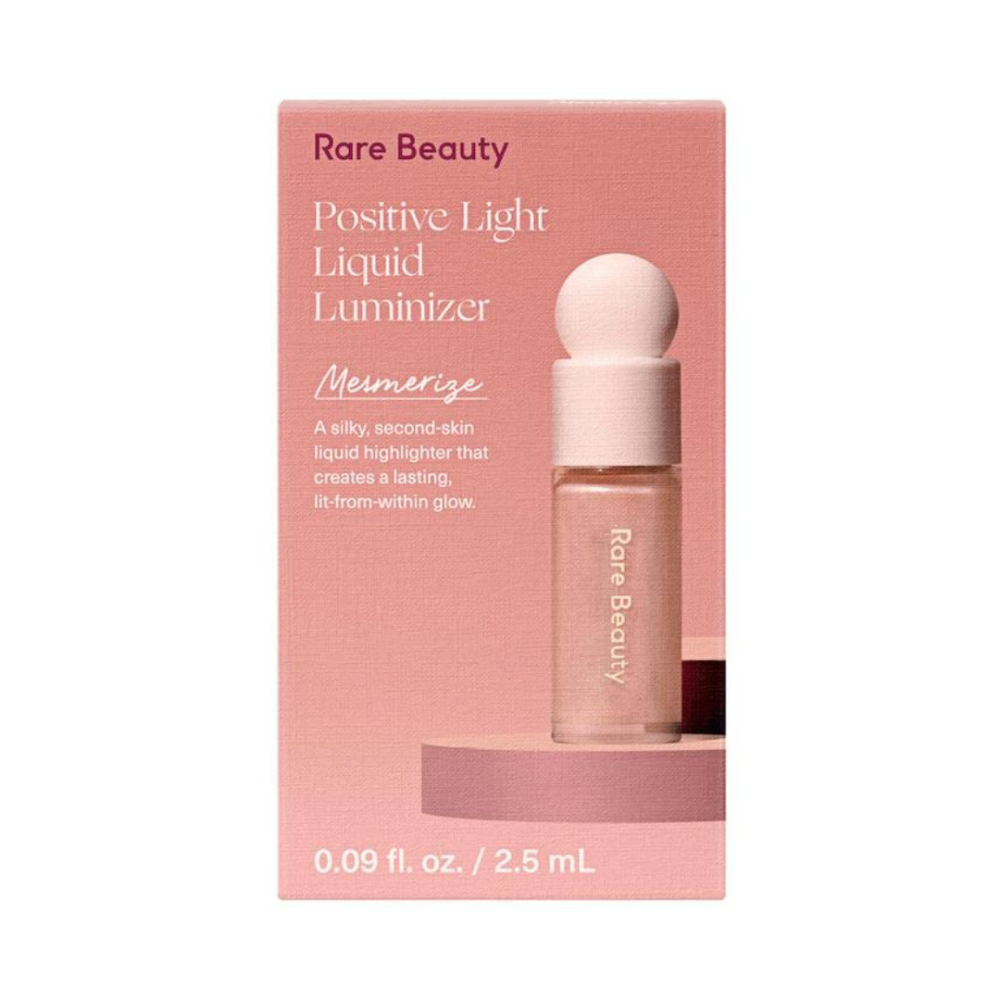 Rare Beauty
Positive Light
Liquid
Luminizer
Mesmerize
A silky, second-skin
liquid highlighter that
creates a lasting,
lit-from-within glow.
Rare Beauty
0.09 fl. oz. / 2.5 mL